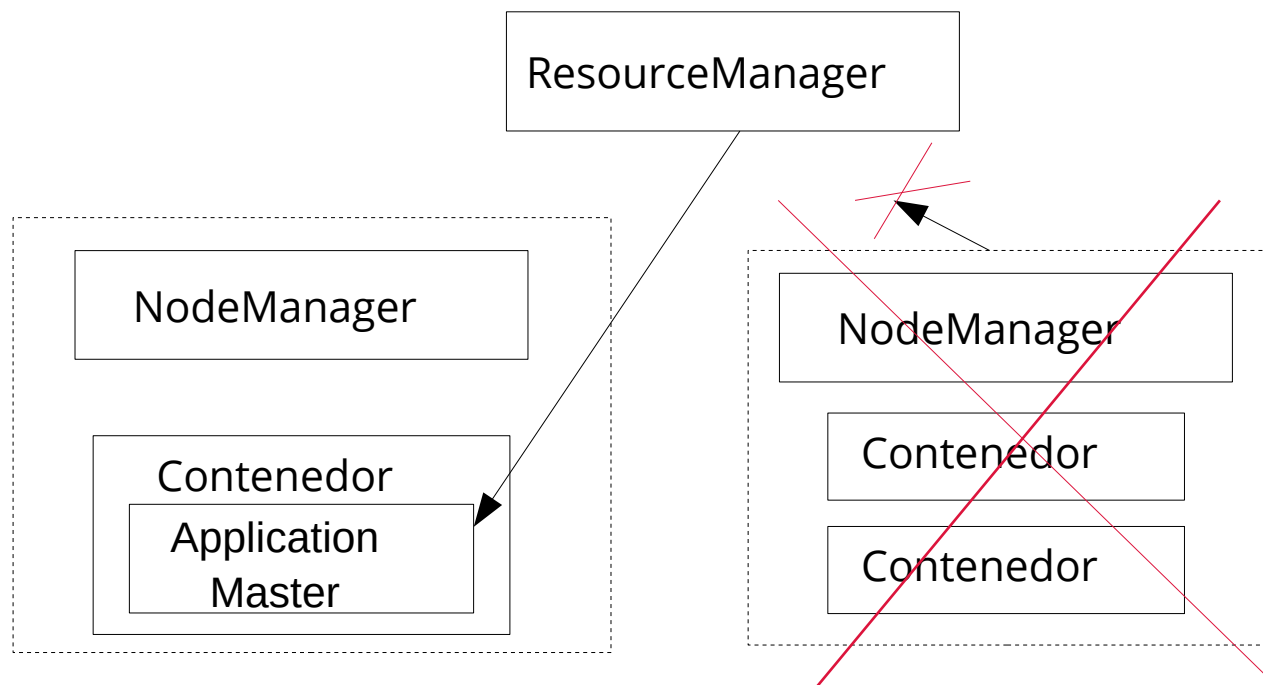 ResourceManager
NodeManager
Contenedor
Application
Master
NodeManager
Contenedor
Contenedor